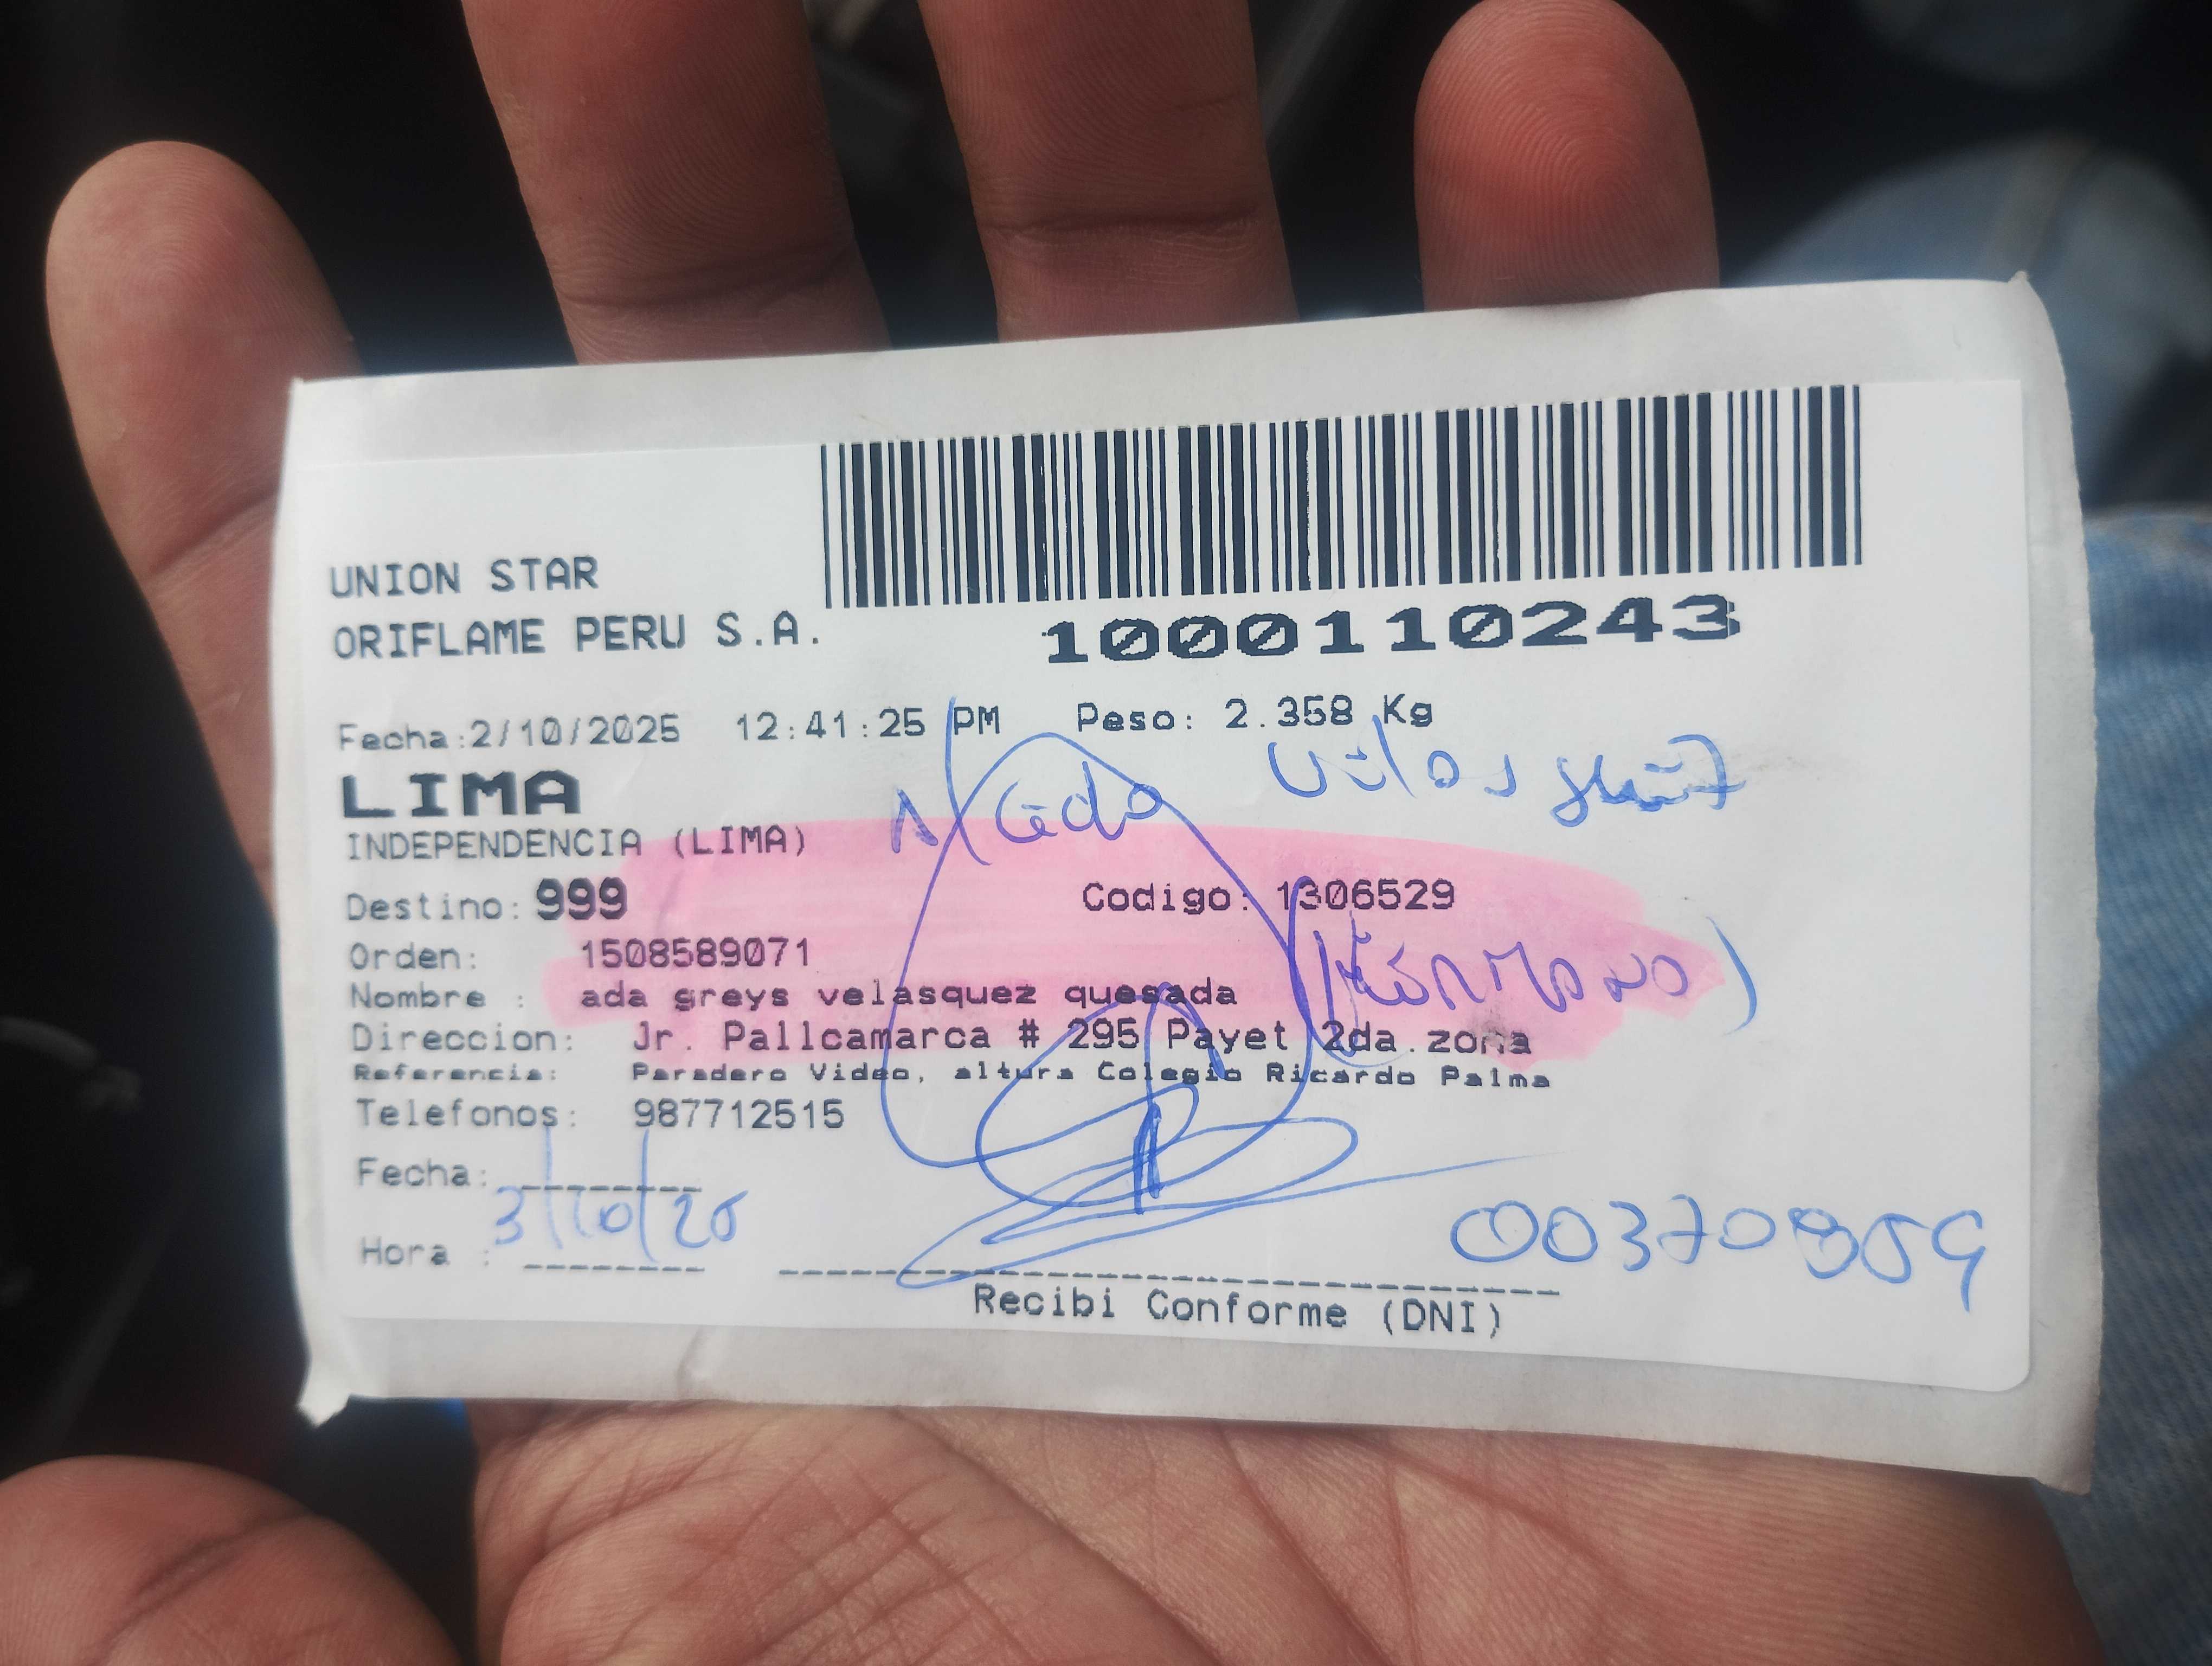 UNION STAR
ORIFLAME PERU S.A.
1000110243
Fecha:2/10/2025 12:41:25 PM Peso: 2.358 Kg
LIMA
INDEPENDENCIA (LIMA)
Destino: 999 Codigo: 1306529
Orden: 1508589071
(HERMANO)
Nombre : ada greys velasquez quesada
Direccion: Jr. Pallcamarca # 295 Payet 2da.zona
Referencia: Paradero Video, altura Colegio Ricardo Palma
Telefonos: 987712515
Fecha:
3/10/25
Hora :
Recibi Conforme (DNI)